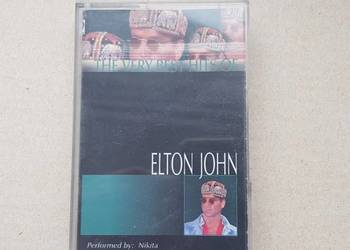 THE VERY BEST HITS OF
ELTON JOHN
Performed by: Nikita